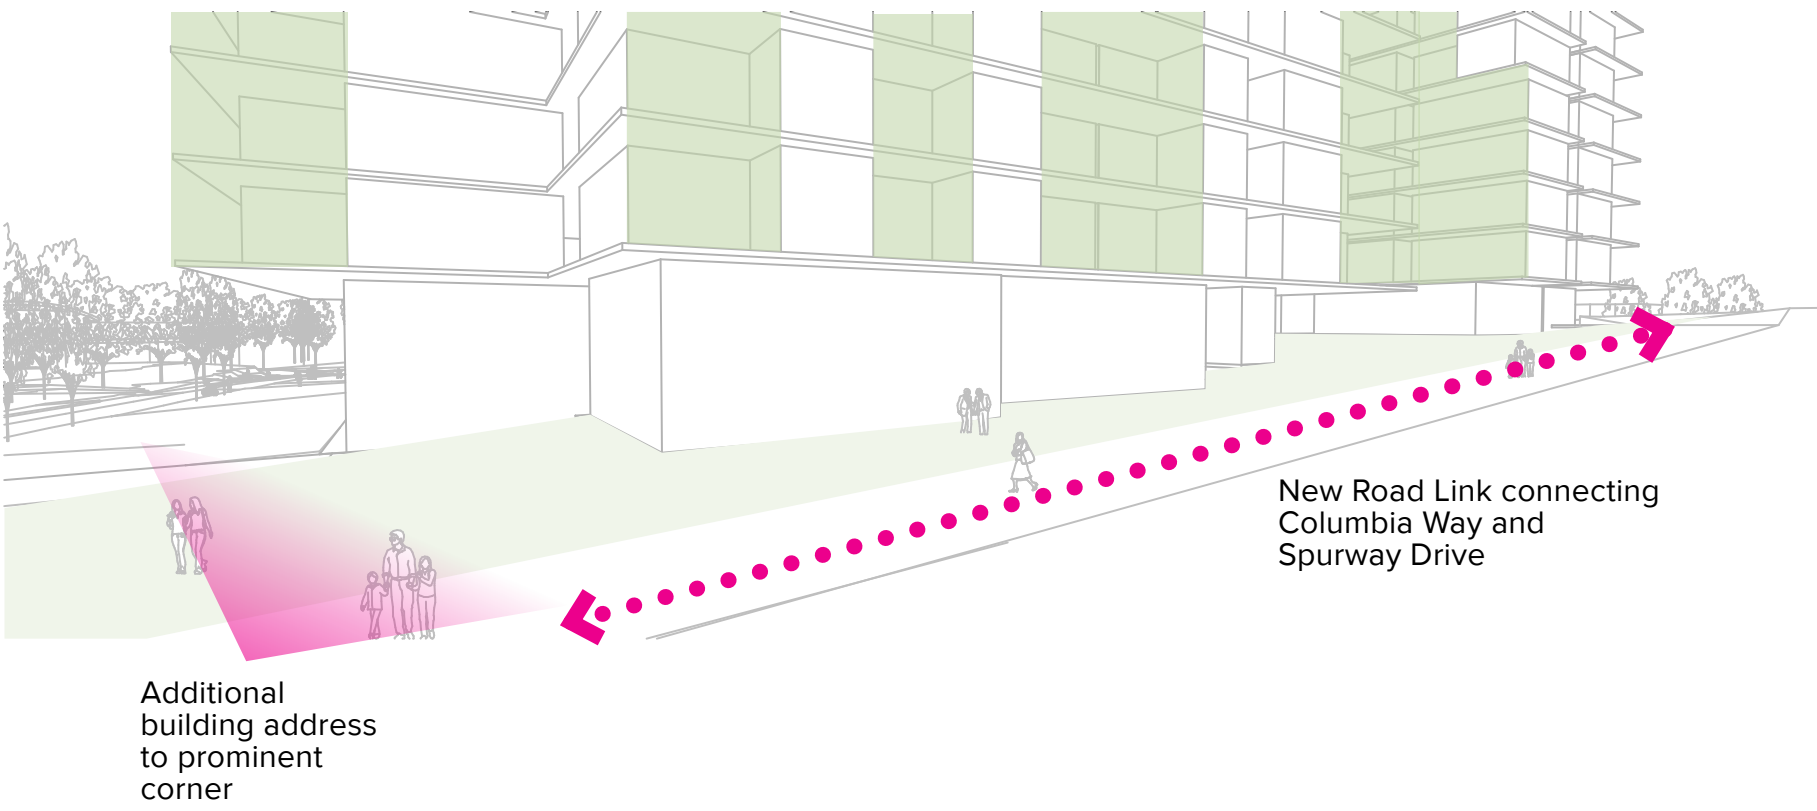 New Road Link connecting
Columbia Way and
Spurway Drive
Additional
building address
to prominent
corner